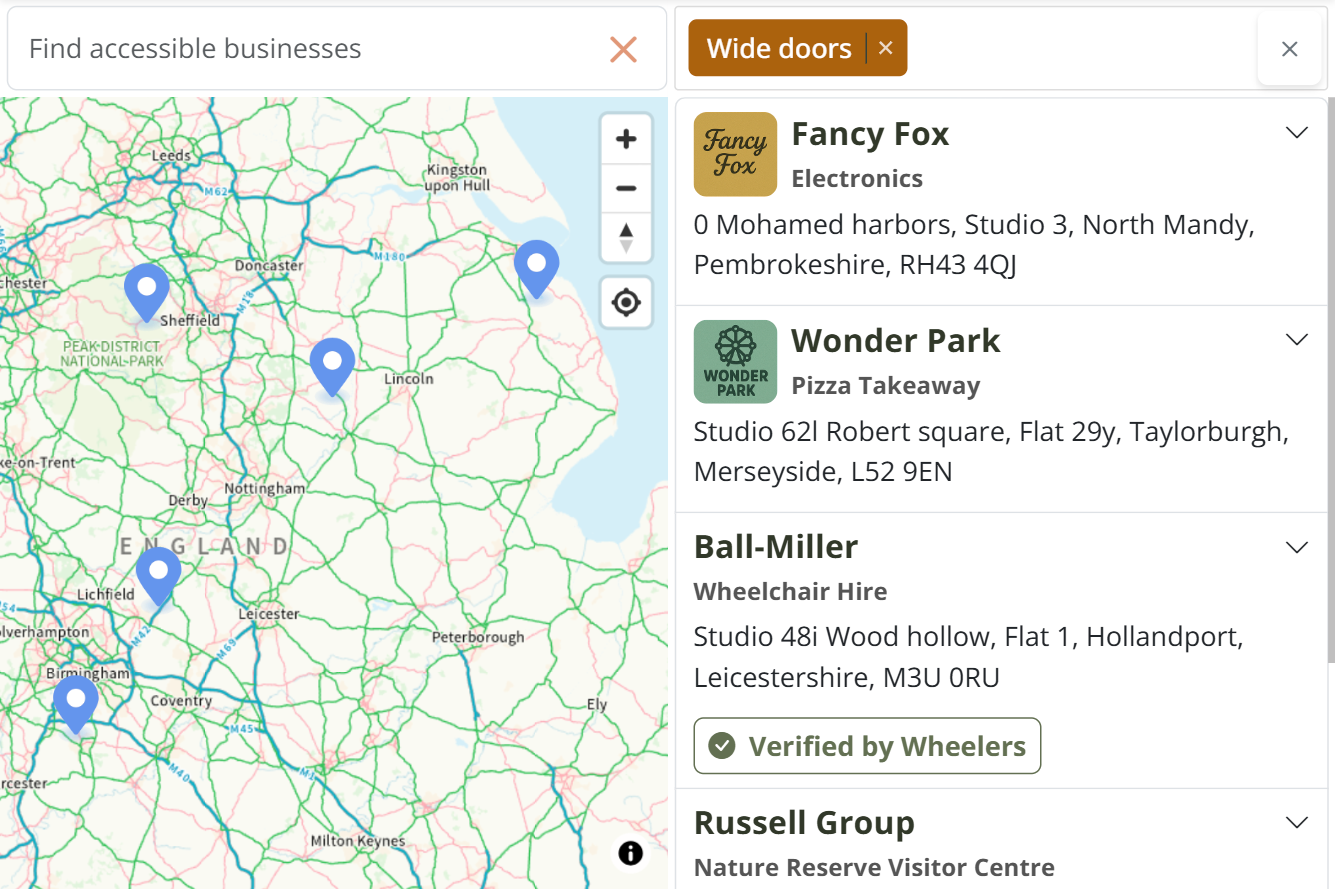 Find accessible businesses
Wide doors
Leeds
Kingston
upon Hull
M62
M180
Doncaster
M18
Sheffield
PEAK DISTRICT
NATIONAL PARK
Lincoln
ke-on-Trent
Nottingham
Derby
ENGLAND
Lichfield
Leicester
M54
olverhampton
M42
M69
Peterborough
Birmingham
Coventry
Ely
M45
M40
M1
rcester
Milton Keynes
chester
Fancy
Fox
Fancy Fox
Electronics
0 Mohamed harbors, Studio 3, North Mandy,
Pembrokeshire, RH43 4QJ
WONDER
PARK
Wonder Park
Pizza Takeaway
Studio 62l Robert square, Flat 29y, Taylorburgh,
Merseyside, L52 9EN
Ball-Miller
Wheelchair Hire
Studio 48i Wood hollow, Flat 1, Hollandport,
Leicestershire, M3U 0RU
Verified by Wheelers
Russell Group
Nature Reserve Visitor Centre